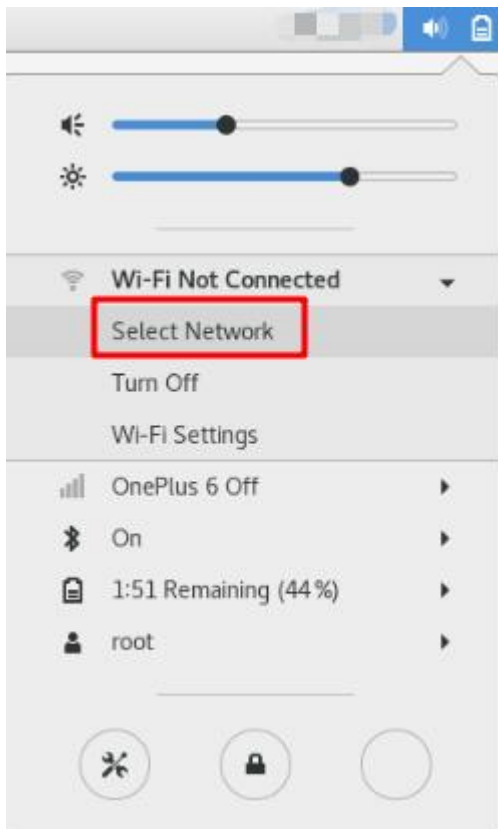 Wi-Fi Not Connected
Select Network
Turn Off
Wi-Fi Settings
OnePlus 6 Off
On
1:51 Remaining (44%)
root